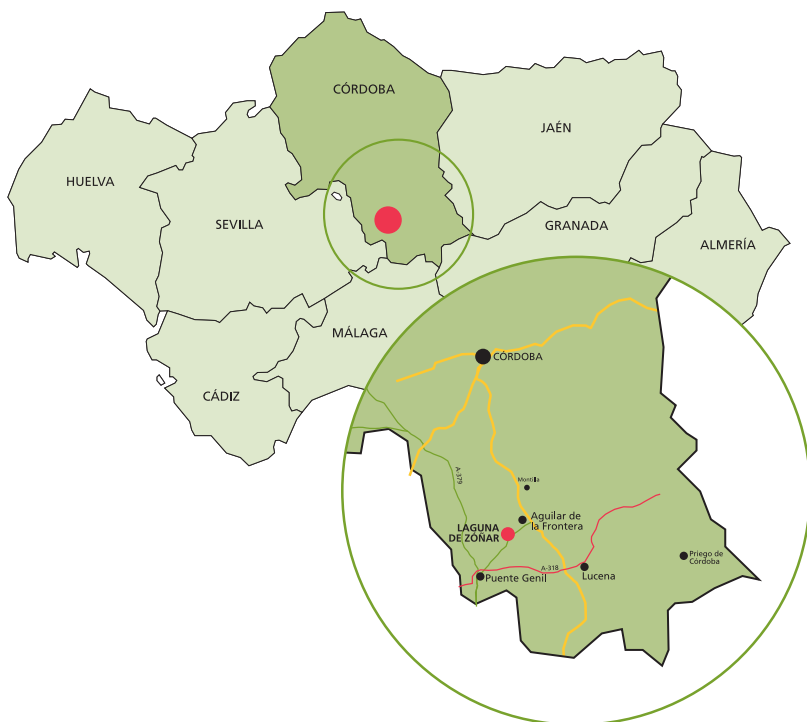 CÓRDOBA
JAÉN
HUELVA
SEVILLA
GRANADA
ALMERÍA
MÁLAGA
CÁDIZ
CÓRDOBA
A-379
Montilla
Aguilar de
la Frontera
LAGUNA
DE ZÓÑAR
Priego de
Córdoba
A-318
Lucena
Puente Genil